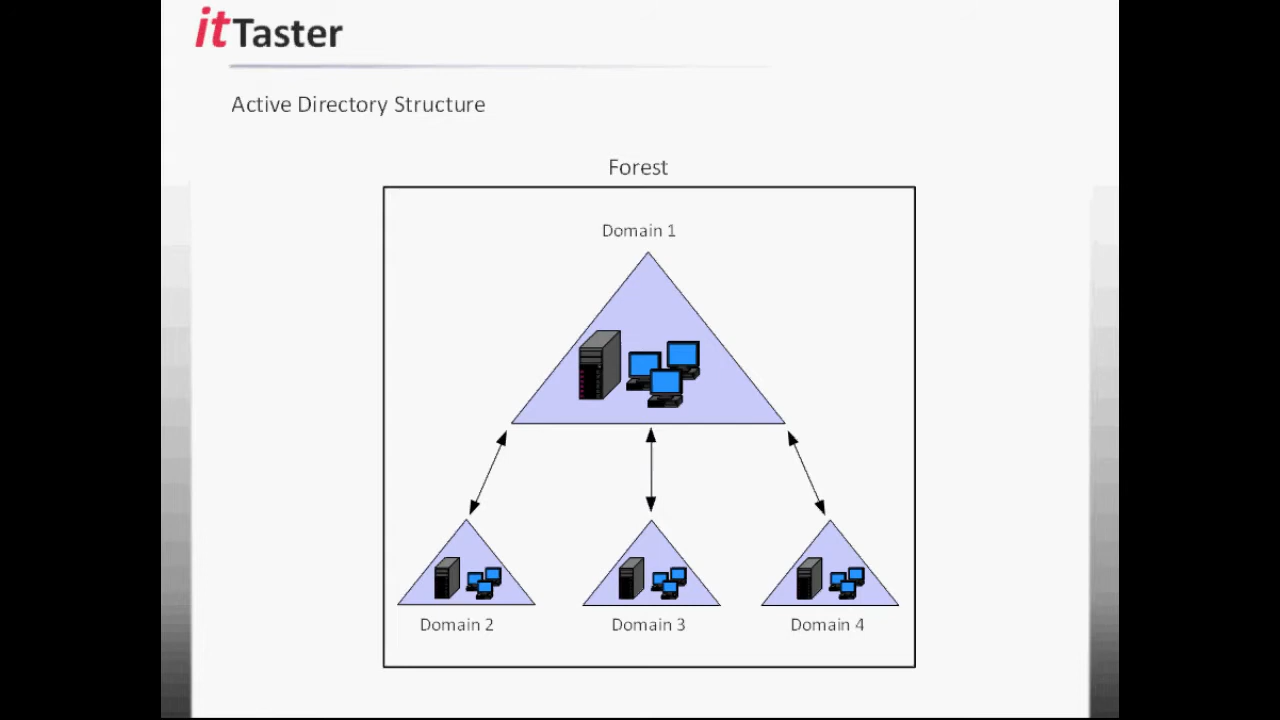 itTaster
Active Directory Structure
Forest
Domain 1
Domain 2
Domain 3
Domain 4